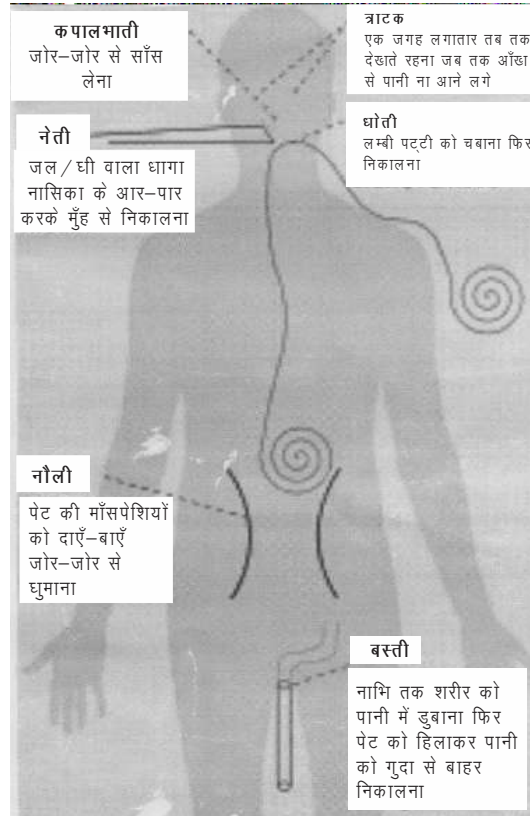 कपालभाती
जोर–जोर से साँस
लेना
त्राटक
एक जगह लगातार तब तक
देखाते रहना जब तक आँखा
से पानी ना आने लगे
नेती
जल/घी वाला धागा
नासिका के आर–पार
करके मुँह से निकालना
धोती
लम्बी पट्टी को चबाना फिर
निकालना
नौली
पेट की माँसपेशियों
को दाएँ–बाएँ
जोर–जोर से
घुमाना
बस्ती
नाभि तक शरीर को
पानी में डुबाना फिर
पेट को हिलाकर पानी
को गुदा से बाहर
निकालना